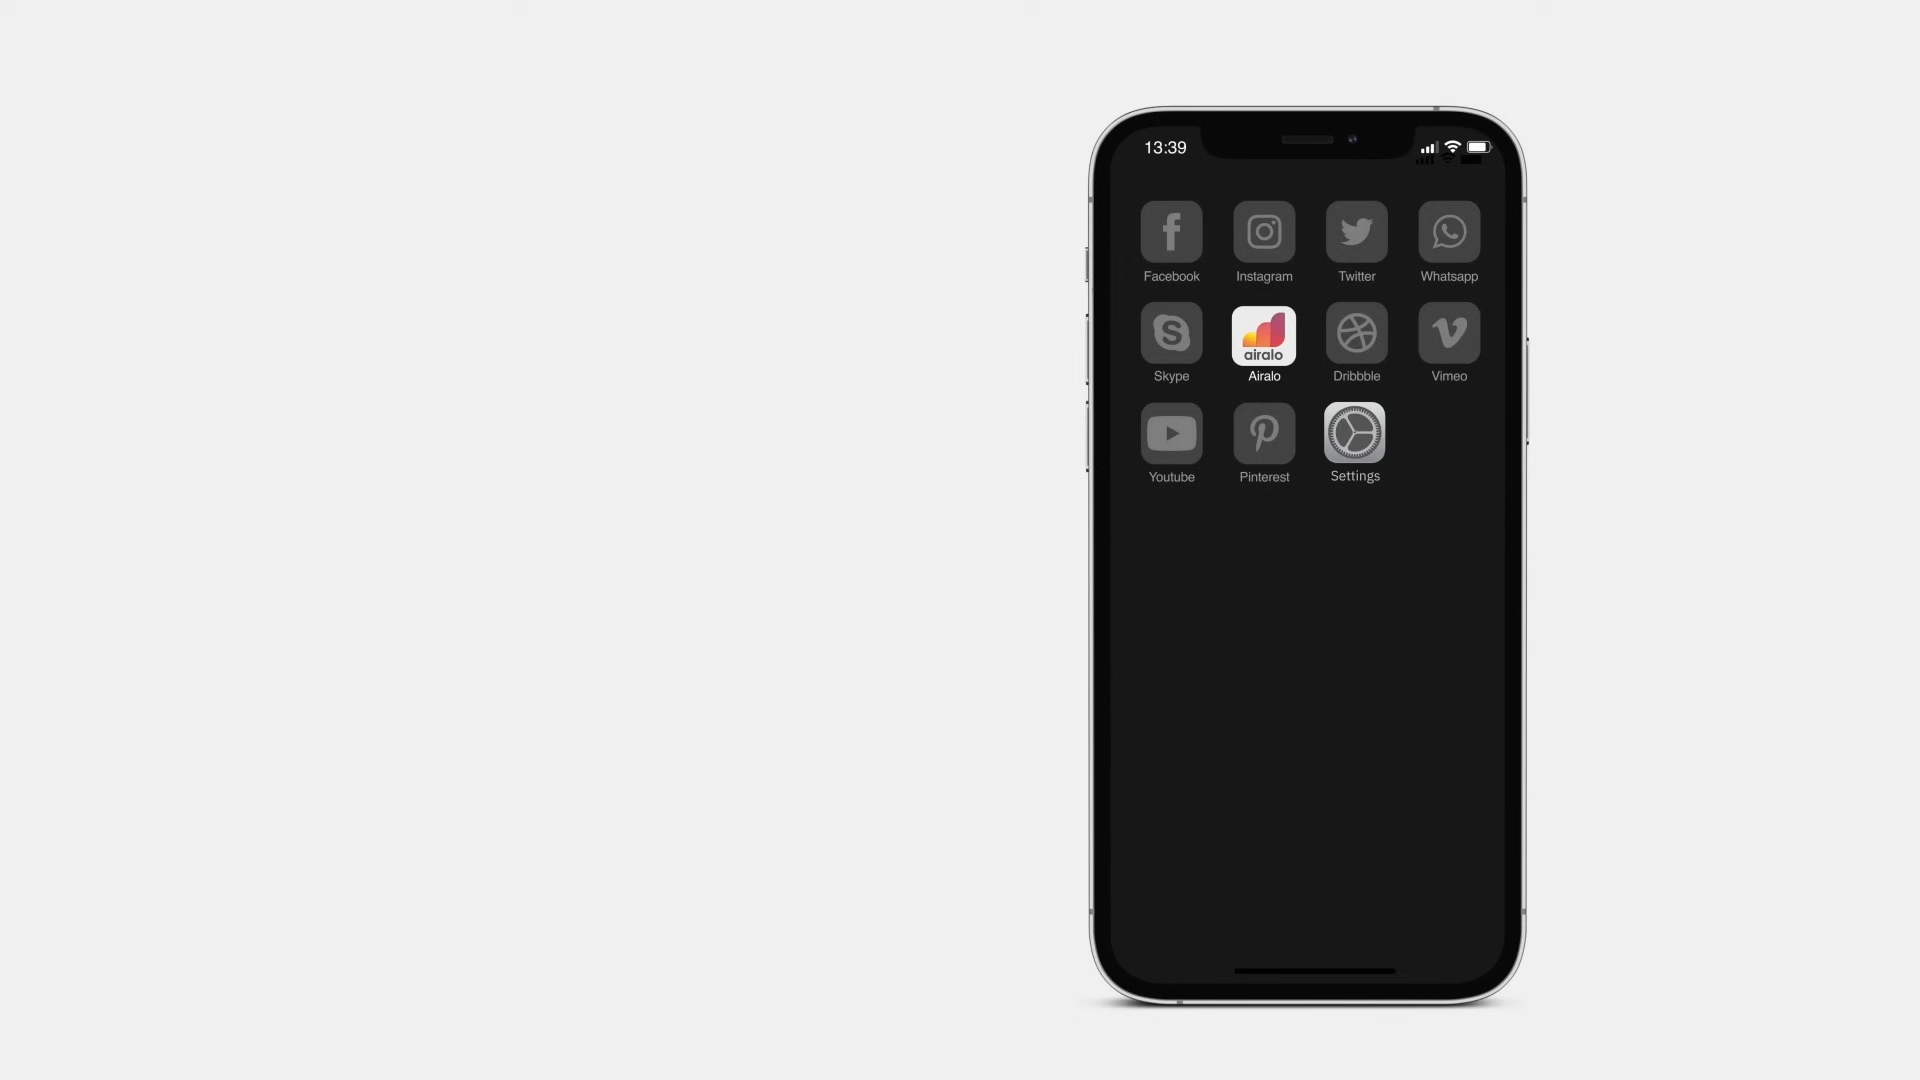 13:39
Facebook Instagram Twitter Whatsapp
airalo
Skype Airalo Dribbble Vimeo
Youtube Pinterest Settings